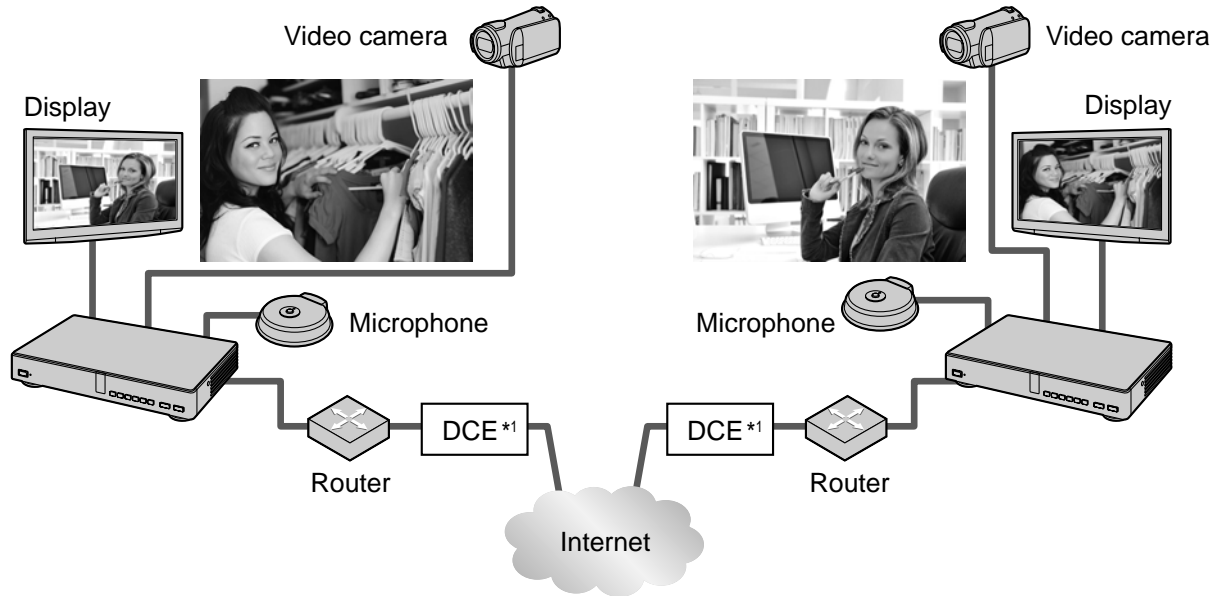 Video camera
Video camera
Display
Display
Microphone
Microphone
DCE*1
DCE*1
Router
Router
Internet